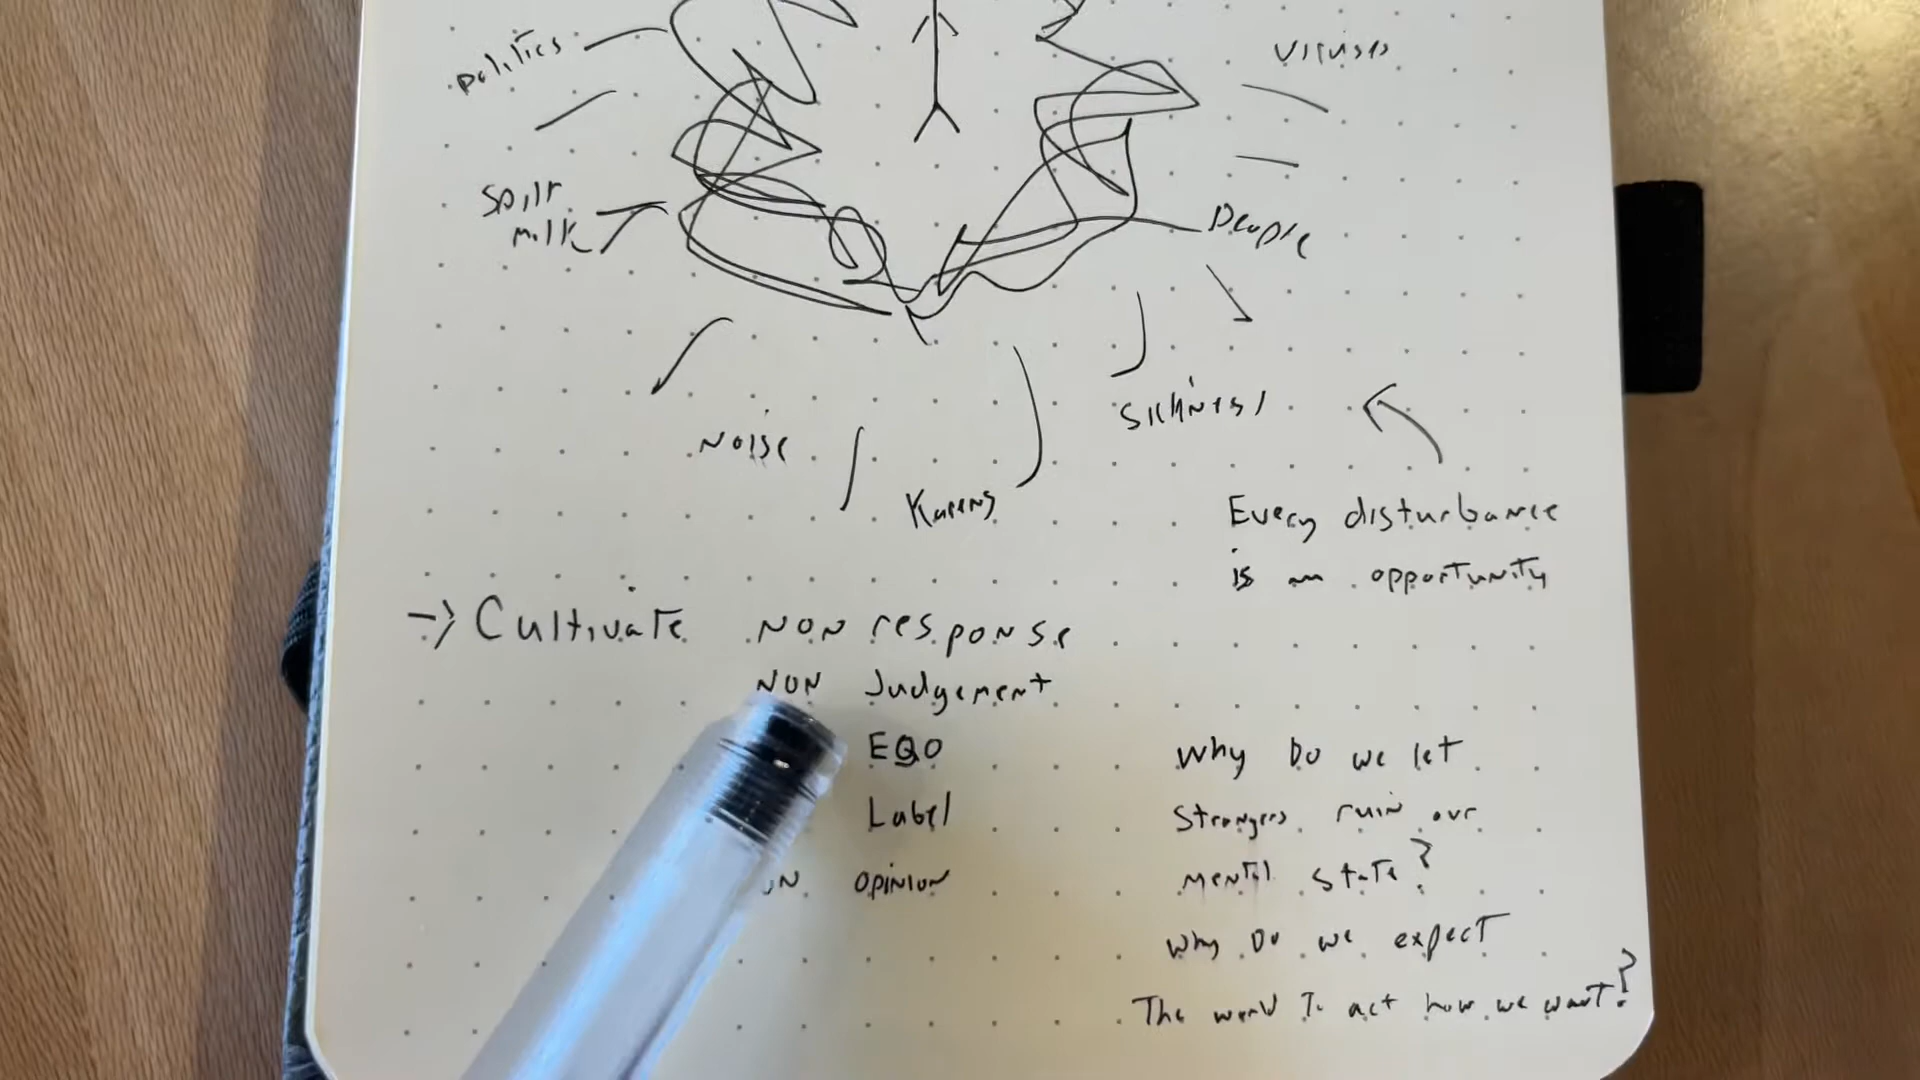 politics
viruses
Spilt
milk
People
Sickness
Noise
Karens
Every disturbance
is an opportunity
-> Cultivate non response
non Judgement
EGO
Label
opinion
Why Do we let
Strangers ruin our
mental state?
Why Do we expect
The world To act how we want?